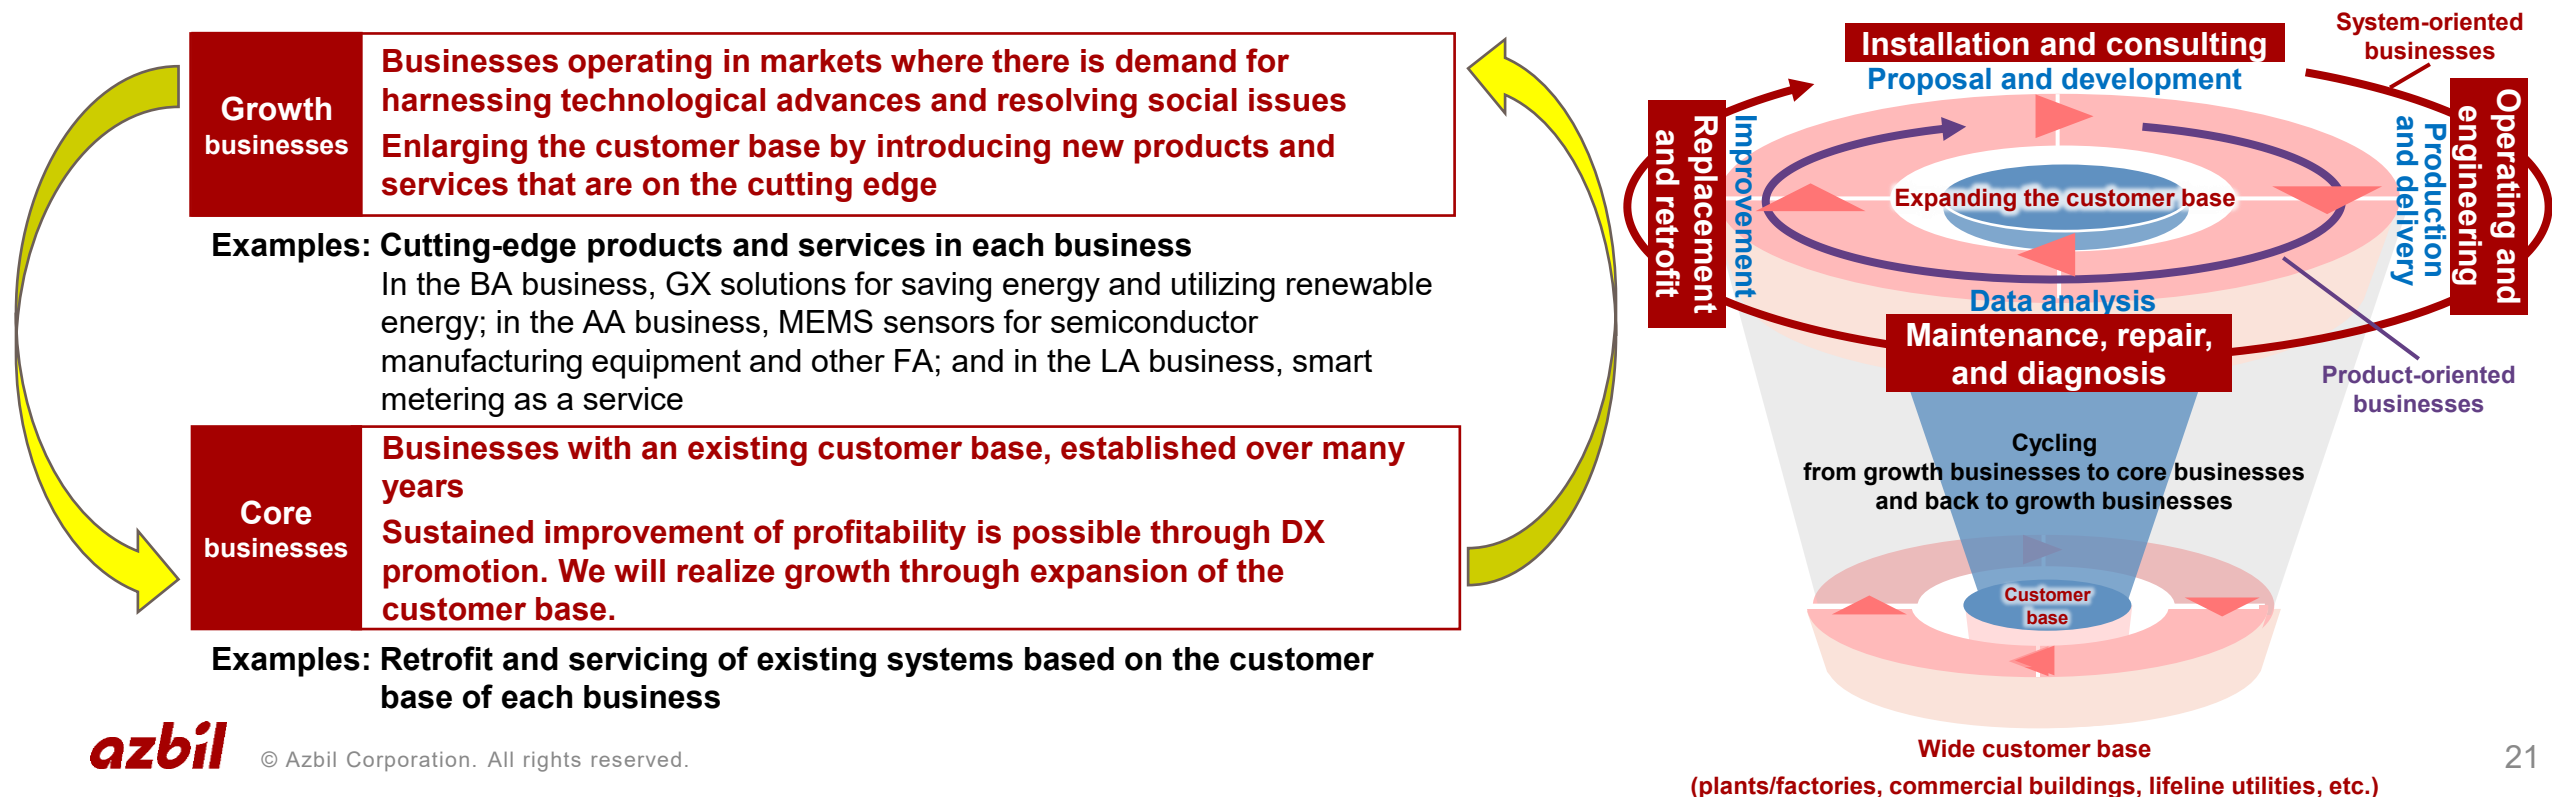 Growth
businesses
Businesses operating in markets where there is demand for
harnessing technological advances and resolving social issues
Enlarging the customer base by introducing new products and
services that are on the cutting edge
Examples: Cutting-edge products and services in each business
In the BA business, GX solutions for saving energy and utilizing renewable
energy; in the AA business, MEMS sensors for semiconductor
manufacturing equipment and other FA; and in the LA business, smart
metering as a service
Core
businesses
Businesses with an existing customer base, established over many
years
Sustained improvement of profitability is possible through DX
promotion. We will realize growth through expansion of the
customer base.
Examples: Retrofit and servicing of existing systems based on the customer
base of each business
System-oriented
businesses
Installation and consulting
Proposal and development
Operating and
engineering
Production
and delivery
Replacement
and retrofit
Improvement
Expanding the customer base
Data analysis
Maintenance, repair,
and diagnosis
Product-oriented
businesses
Cycling
from growth businesses to core businesses
and back to growth businesses
Customer
base
Wide customer base
(plants/factories, commercial buildings, lifeline utilities, etc.)
azbil
© Azbil Corporation. All rights reserved.
21